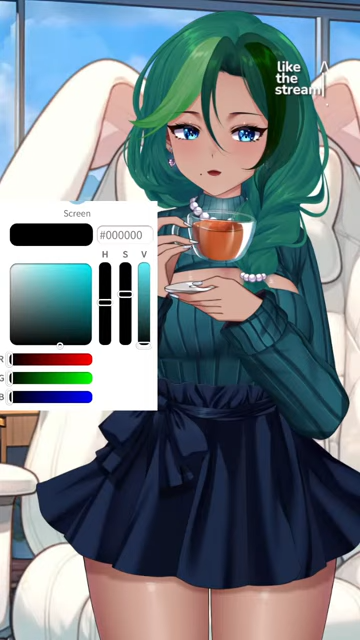 like
the
stream
Screen
#000000
H S V
R
G
B